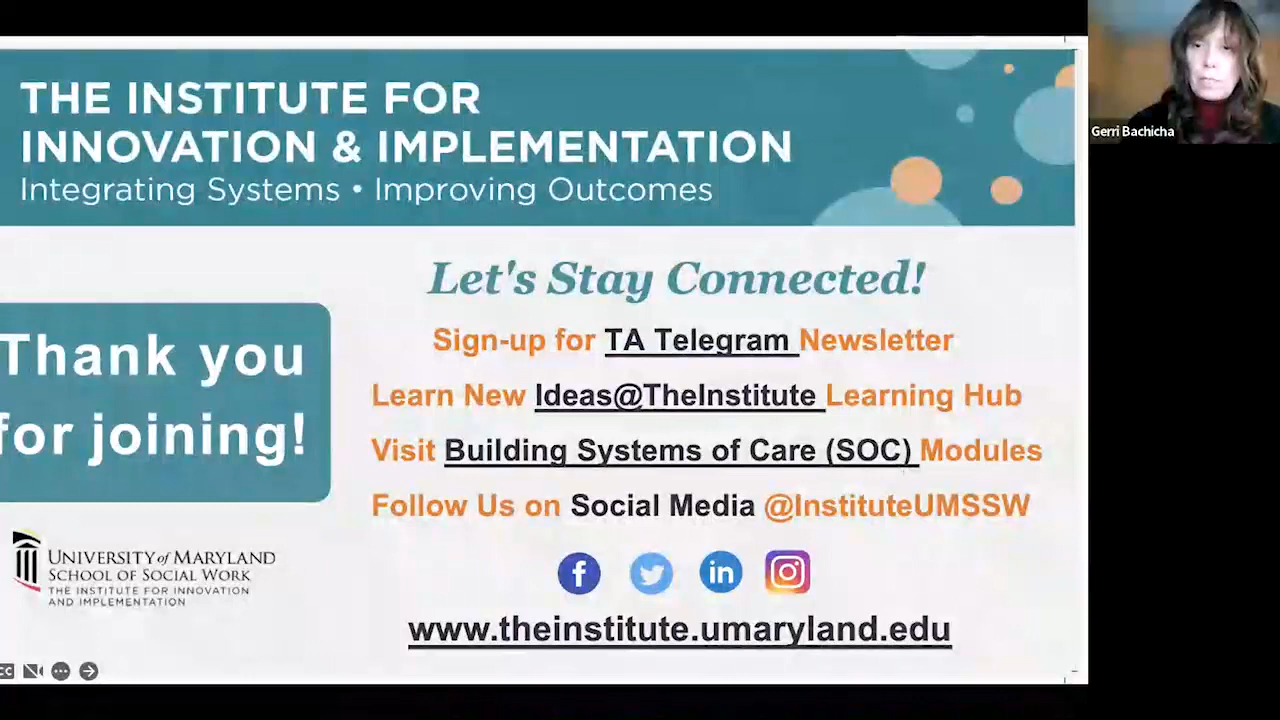 THE INSTITUTE FOR
INNOVATION & IMPLEMENTATION
Integrating Systems • Improving Outcomes
Gerri Bachicha
Let's Stay Connected!
Thank you
for joining!
Sign-up for TA Telegram Newsletter
Learn New Ideas@TheInstitute Learning Hub
Visit Building Systems of Care (SOC) Modules
Follow Us on Social Media @InstituteUMSSW
UNIVERSITY of MARYLAND
SCHOOL OF SOCIAL WORK
THE INSTITUTE FOR INNOVATION
AND IMPLEMENTATION
f
in
www.theinstitute.umaryland.edu
CC